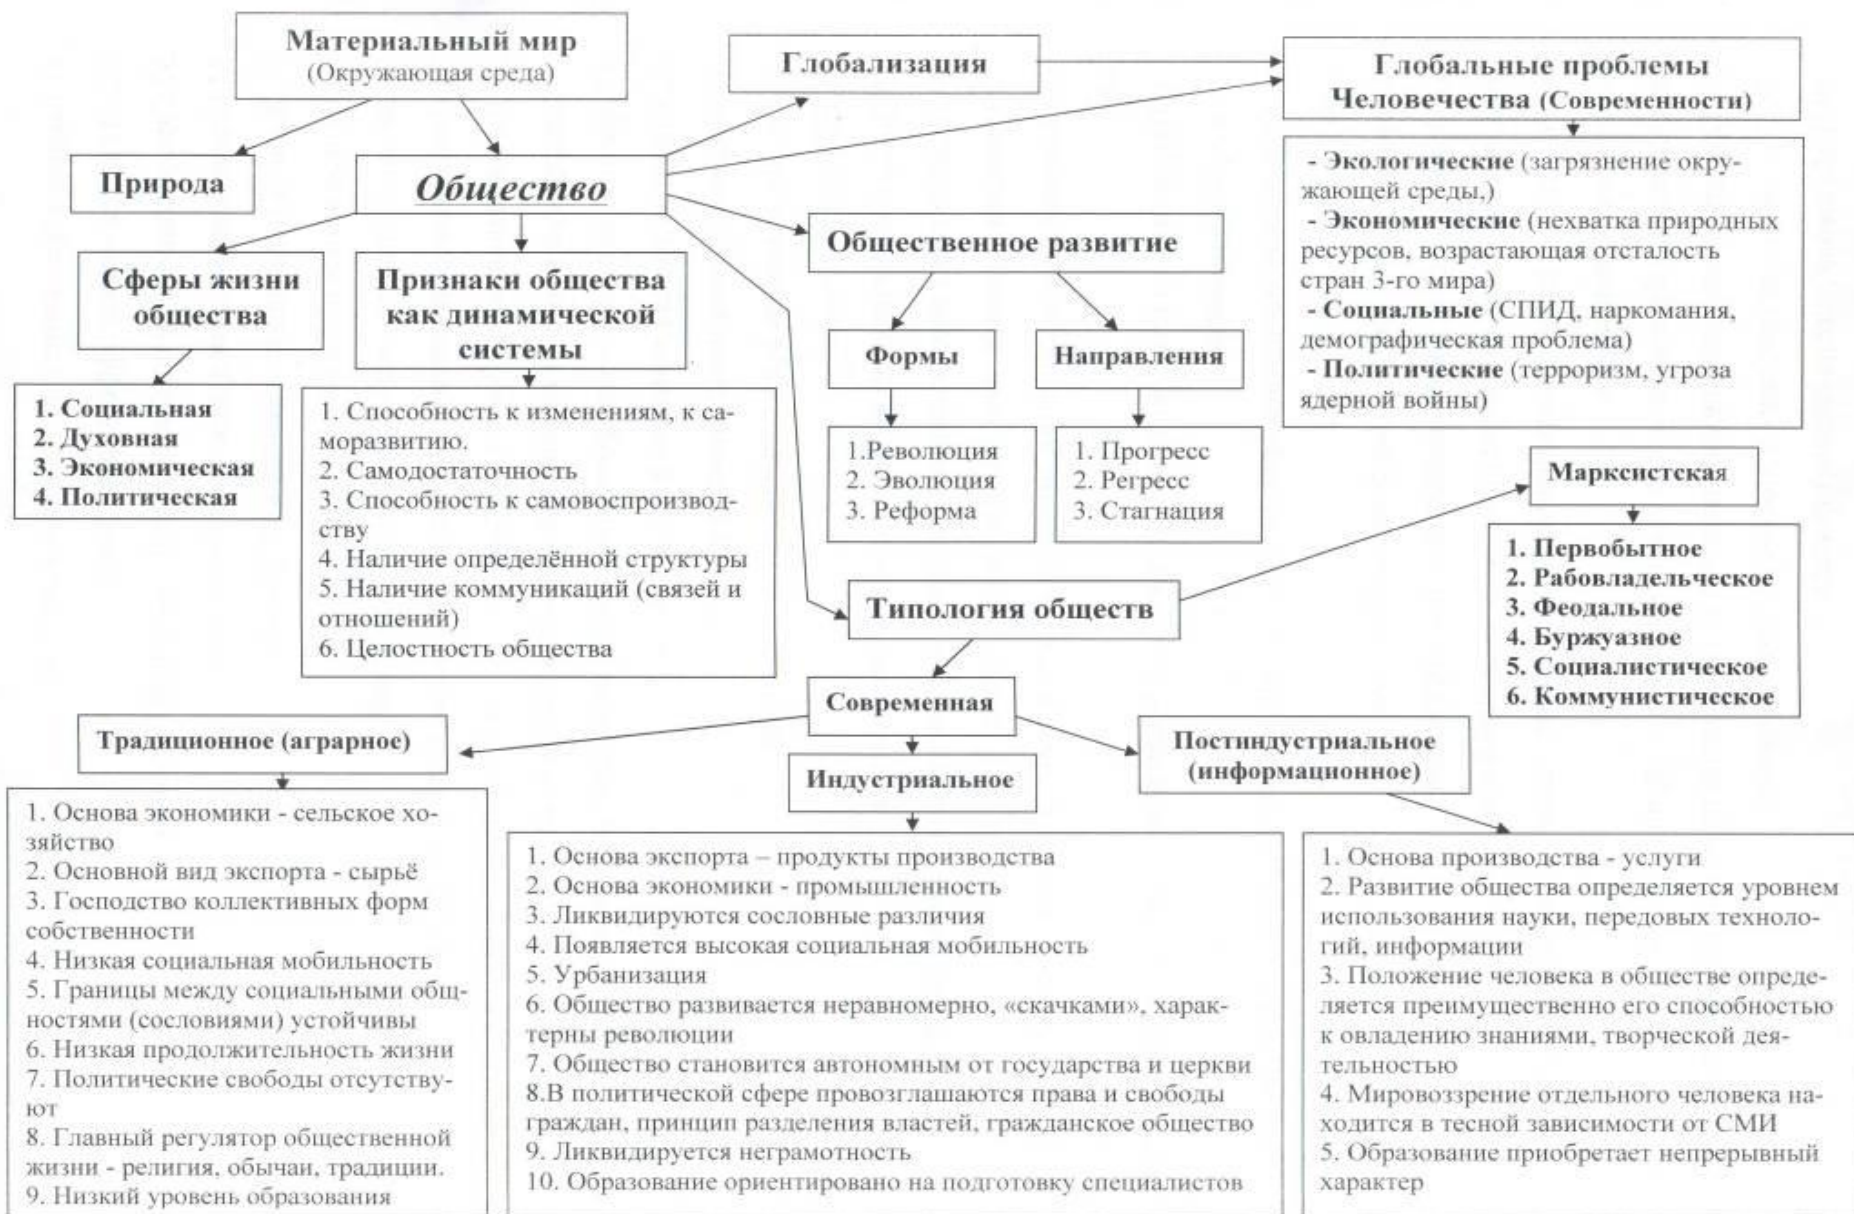 Материальный мир
(Окружающая среда)
Глобализация
Глобальные проблемы
Человечества (Современности)
Природа
Общество
- Экологические (загрязнение окру-
жающей среды,)
- Экономические (нехватка природных
ресурсов, возрастающая отсталость
стран 3-го мира)
- Социальные (СПИД, наркомания,
демографическая проблема)
- Политические (терроризм, угроза
ядерной войны)
Сферы жизни
общества
Признаки общества
как динамической
системы
Общественное развитие
Формы
Направления
1. Социальная
2. Духовная
3. Экономическая
4. Политическая
1. Способность к изменениям, к са-
моразвитию.
2. Самодостаточность
3. Способность к самовоспроизвод-
ству
4. Наличие определённой структуры
5. Наличие коммуникаций (связей и
отношений)
6. Целостность общества
1.Революция
2. Эволюция
3. Реформа
1. Прогресс
2. Регресс
3. Стагнация
Марксистская
1. Первобытное
2. Рабовладельческое
3. Феодальное
4. Буржуазное
5. Социалистическое
6. Коммунистическое
Типология обществ
Современная
Традиционное (аграрное)
Индустриальное
Постиндустриальное
(информационное)
1. Основа экономики - сельское хо-
зяйство
2. Основной вид экспорта - сырьё
3. Господство коллективных форм
собственности
4. Низкая социальная мобильность
5. Границы между социальными общ-
ностями (сословиями) устойчивы
6. Низкая продолжительность жизни
7. Политические свободы отсутству-
ют
8. Главный регулятор общественной
жизни - религия, обычаи, традиции.
9. Низкий уровень образования
1. Основа экспорта – продукты производства
2. Основа экономики - промышленность
3. Ликвидируются сословные различия
4. Появляется высокая социальная мобильность
5. Урбанизация
6. Общество развивается неравномерно, «скачками», харак-
терны революции
7. Общество становится автономным от государства и церкви
8.В политической сфере провозглашаются права и свободы
граждан, принцип разделения властей, гражданское общество
9. Ликвидируется неграмотность
10. Образование ориентировано на подготовку специалистов
1. Основа производства - услуги
2. Развитие общества определяется уровнем
использования науки, передовых техноло-
гий, информации
3. Положение человека в обществе опреде-
ляется преимущественно его способностью
к овладению знаниями, творческой дея-
тельностью
4. Мировоззрение отдельного человека на-
ходится в тесной зависимости от СМИ
5. Образование приобретает непрерывный
характер